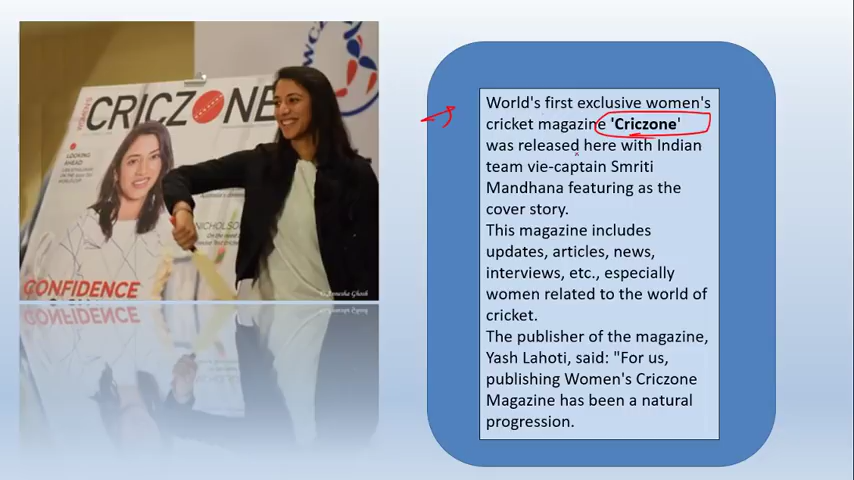 CRICZONE
LOOKING
AHEAD
NICHOLSO
CONFIDENCE
World's first exclusive women's
cricket magazine 'Criczone'
was released here with Indian
team vie-captain Smriti
Mandhana featuring as the
cover story.
This magazine includes
updates, articles, news,
interviews, etc., especially
women related to the world of
cricket.
The publisher of the magazine,
Yash Lahoti, said: "For us,
publishing Women's Criczone
Magazine has been a natural
progression.